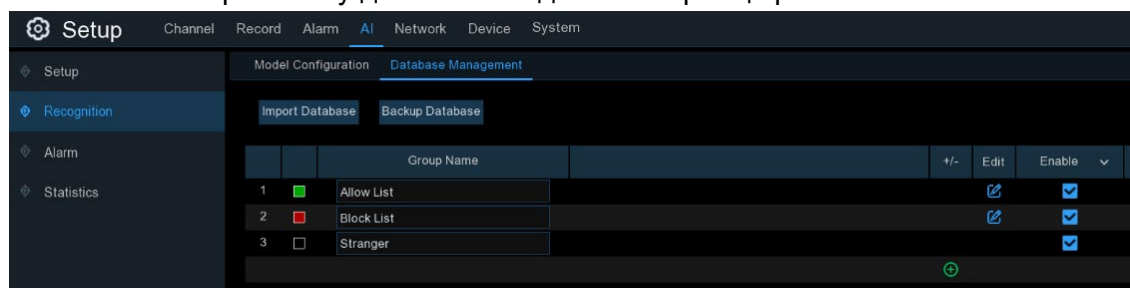 Setup Channel Record Alarm AI Network Device System
Setup
Model Configuration Database Management
Recognition
Import Database Backup Database
Alarm
Group Name +/- Edit Enable
Statistics
1 Allow List
2 Block List
3 Stranger